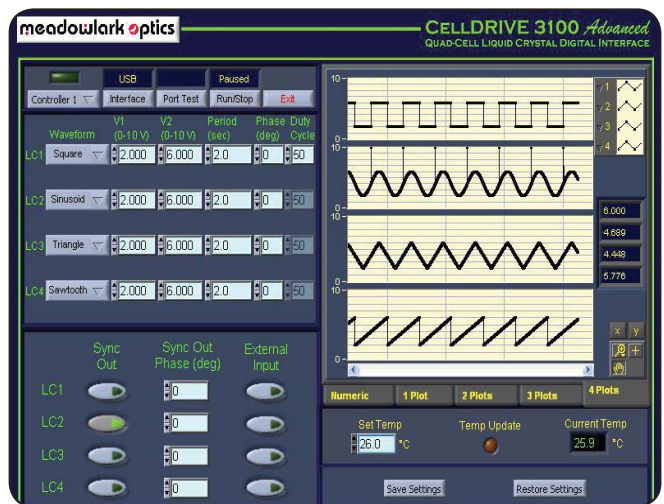 meadowlark optics
CELLDRIVE 3100 Advanced
QUAD-CELL LIQUID CRYSTAL DIGITAL INTERFACE
USB Paused
Controller 1 Interface Port Test Run/Stop Exit
V1 V2 Period Phase Duty
Waveform (0-10 V) (0-10 V) (sec) (deg) Cycle
LC1 Square 2.000 6.000 2.0 0 50
LC2 Sinusoid 2.000 6.000 2.0 0 50
LC3 Triangle 2.000 6.000 2.0 0 50
LC4 Sawtooth 2.000 6.000 2.0 0 50
Sync Sync Out External
Out Phase (deg) Input
LC1 0
LC2 0
LC3 0
LC4 0
10
0
10
0
10
0
10
0
1
2
3
4
6.000
4.689
4.448
5.776
x y
Numeric 1 Plot 2 Plots 3 Plots 4 Plots
Set Temp Temp Update Current Temp
26.0 °C 25.9 °C
Save Settings Restore Settings